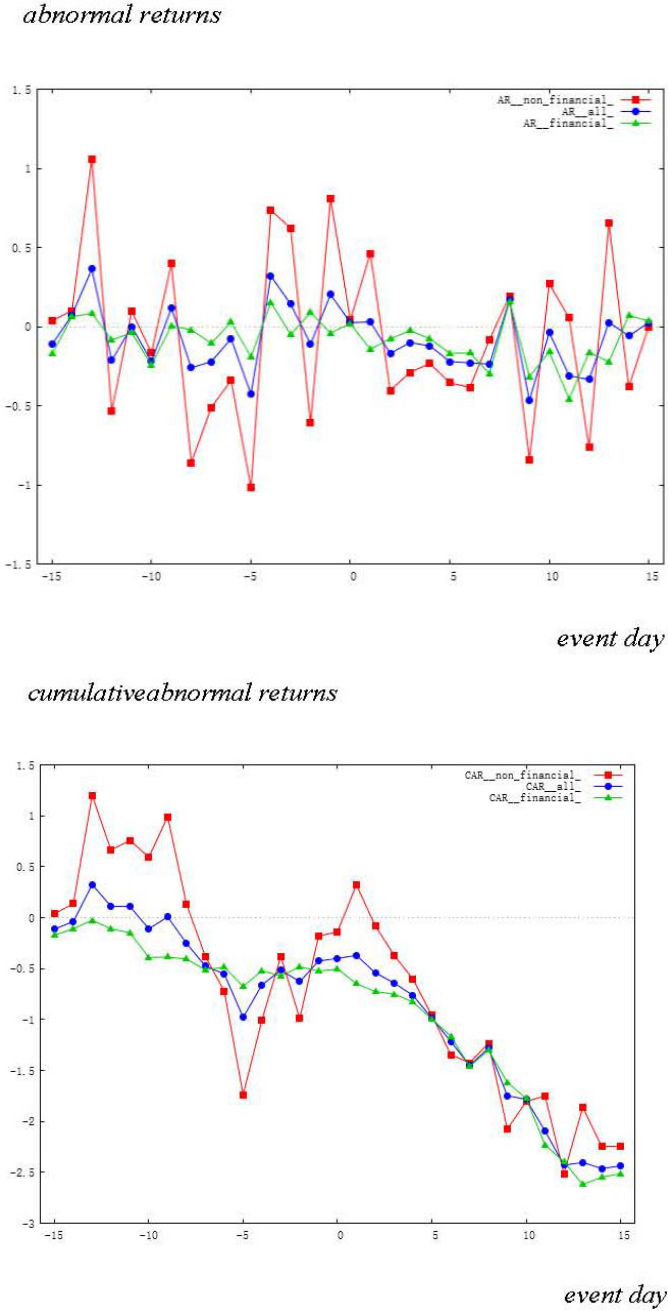 abnormal returns
1.5
AR__non_financial_
AR__all_
AR__financial_
1
0.5
0
-0.5
-1
-1.5
-15 -10 -5 0 5 10 15
event day
cumulativeabnormal returns
1.5
CAR__non_financial_
CAR__all_
CAR__financial_
1
0.5
0
-0.5
-1
-1.5
-2
-2.5
-3
-15 -10 -5 0 5 10 15
event day